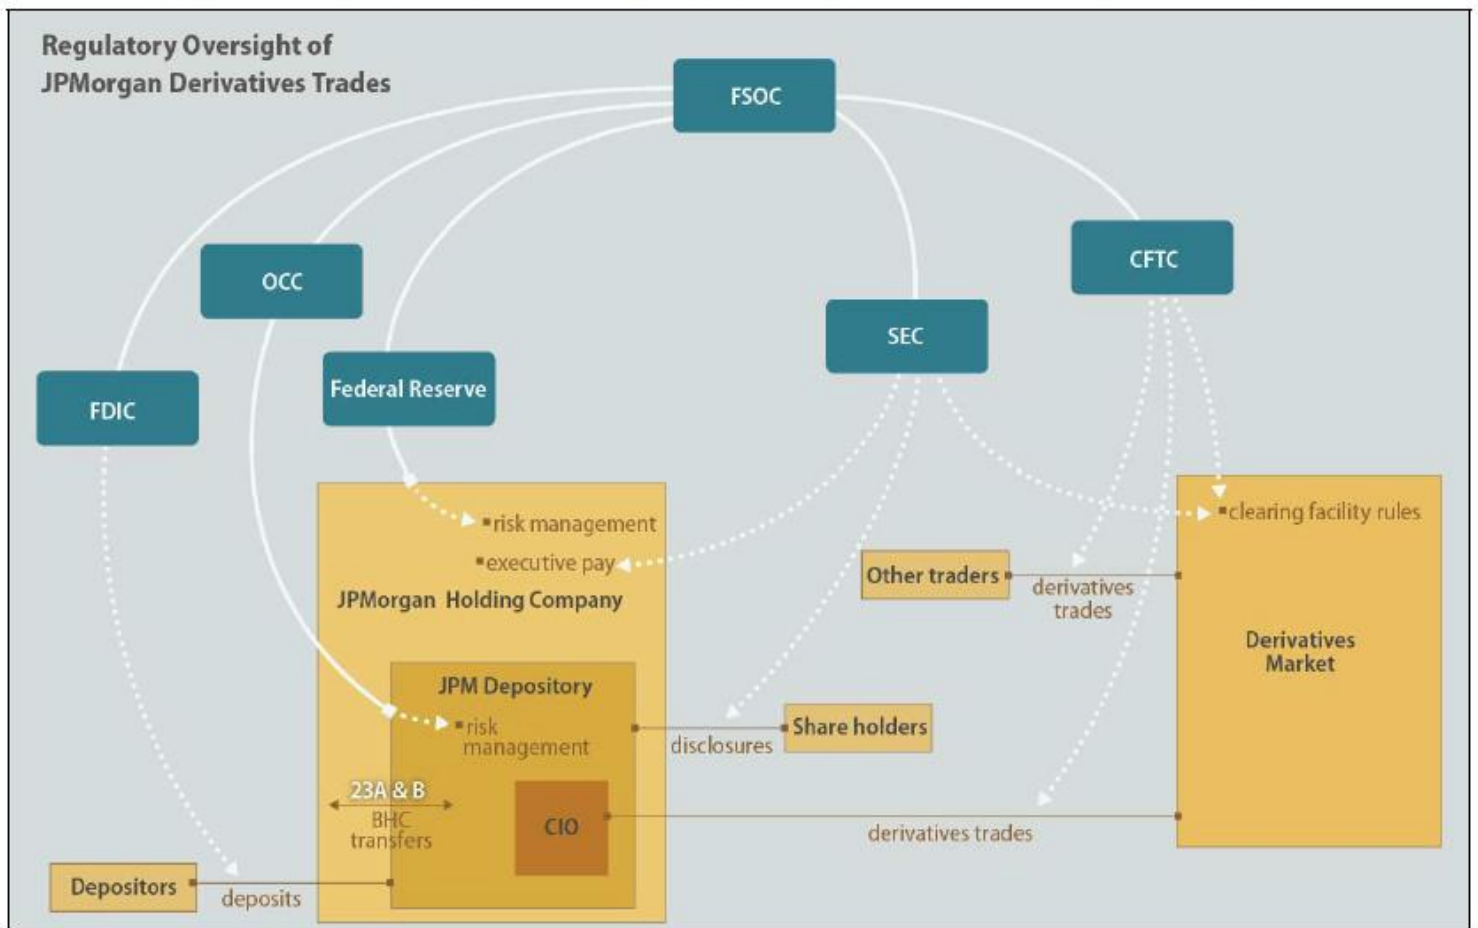 Regulatory Oversight of
JPMorgan Derivatives Trades
FSOC
OCC
CFTC
SEC
Federal Reserve
FDIC
▪risk management
▪executive pay
JPMorgan Holding Company
▪clearing facility rules
Other traders
derivatives
trades
Derivatives
Market
JPM Depository
▪risk
management
disclosures
Share holders
23A & B
BHC
transfers
CIO
derivatives trades
Depositors
deposits